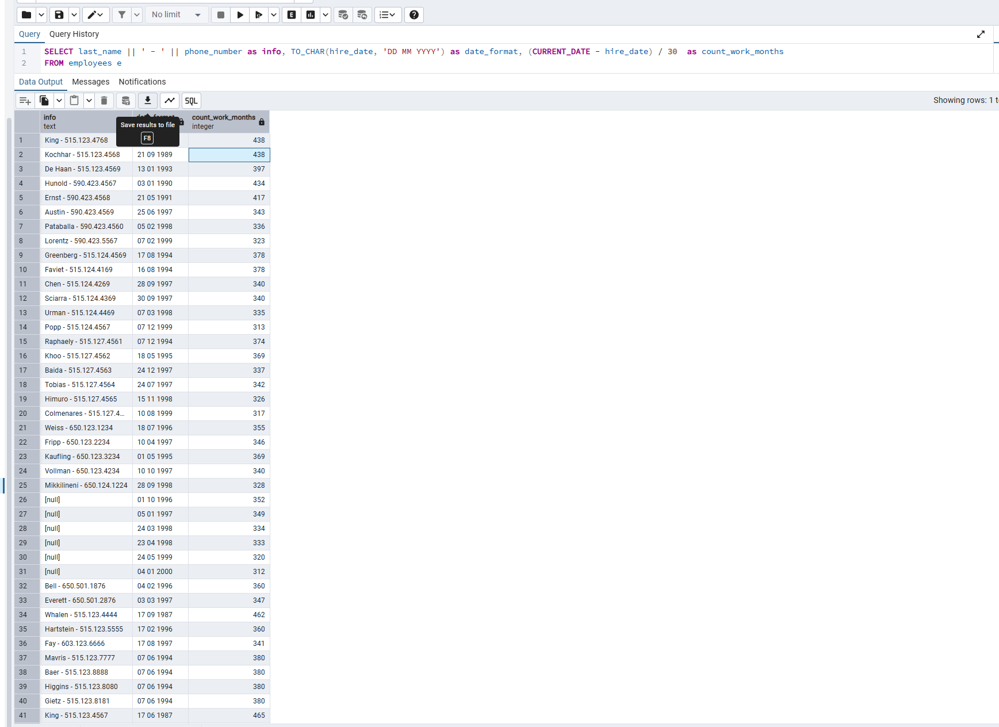 No limit
Query Query History
1 SELECT last_name || ' - ' || phone_number as info, TO_CHAR(hire_date, 'DD MM YYYY') as date_format, (CURRENT_DATE - hire_date) / 30  as count_work_months
2 FROM employees e
Data Output Messages Notifications
SQL
Showing rows: 1
info count_work_months
text integer
Save results to file
F8
1 King - 515.123.4768 438
2 Kochhar - 515.123.4568 21 09 1989 438
3 De Haan - 515.123.4569 13 01 1993 397
4 Hunold - 590.423.4567 03 01 1990 434
5 Ernst - 590.423.4568 21 05 1991 417
6 Austin - 590.423.4569 25 06 1997 343
7 Pataballa - 590.423.4560 05 02 1998 336
8 Lorentz - 590.423.5567 07 02 1999 323
9 Greenberg - 515.124.4569 17 08 1994 378
10 Faviet - 515.124.4169 16 08 1994 378
11 Chen - 515.124.4269 28 09 1997 340
12 Sciarra - 515.124.4369 30 09 1997 340
13 Urman - 515.124.4469 07 03 1998 335
14 Popp - 515.124.4567 07 12 1999 313
15 Raphaely - 515.127.4561 07 12 1994 374
16 Khoo - 515.127.4562 18 05 1995 369
17 Baida - 515.127.4563 24 12 1997 337
18 Tobias - 515.127.4564 24 07 1997 342
19 Himuro - 515.127.4565 15 11 1998 326
20 Colmenares - 515.127.4... 10 08 1999 317
21 Weiss - 650.123.1234 18 07 1996 355
22 Fripp - 650.123.2234 10 04 1997 346
23 Kaufling - 650.123.3234 01 05 1995 369
24 Vollman - 650.123.4234 10 10 1997 340
25 Mikkilineni - 650.124.1224 28 09 1998 328
26 [null] 01 10 1996 352
27 [null] 05 01 1997 349
28 [null] 24 03 1998 334
29 [null] 23 04 1998 333
30 [null] 24 05 1999 320
31 [null] 04 01 2000 312
32 Bell - 650.501.1876 04 02 1996 360
33 Everett - 650.501.2876 03 03 1997 347
34 Whalen - 515.123.4444 17 09 1987 462
35 Hartstein - 515.123.5555 17 02 1996 360
36 Fay - 603.123.6666 17 08 1997 341
37 Mavris - 515.123.7777 07 06 1994 380
38 Baer - 515.123.8888 07 06 1994 380
39 Higgins - 515.123.8080 07 06 1994 380
40 Gietz - 515.123.8181 07 06 1994 380
41 King - 515.123.4567 17 06 1987 465